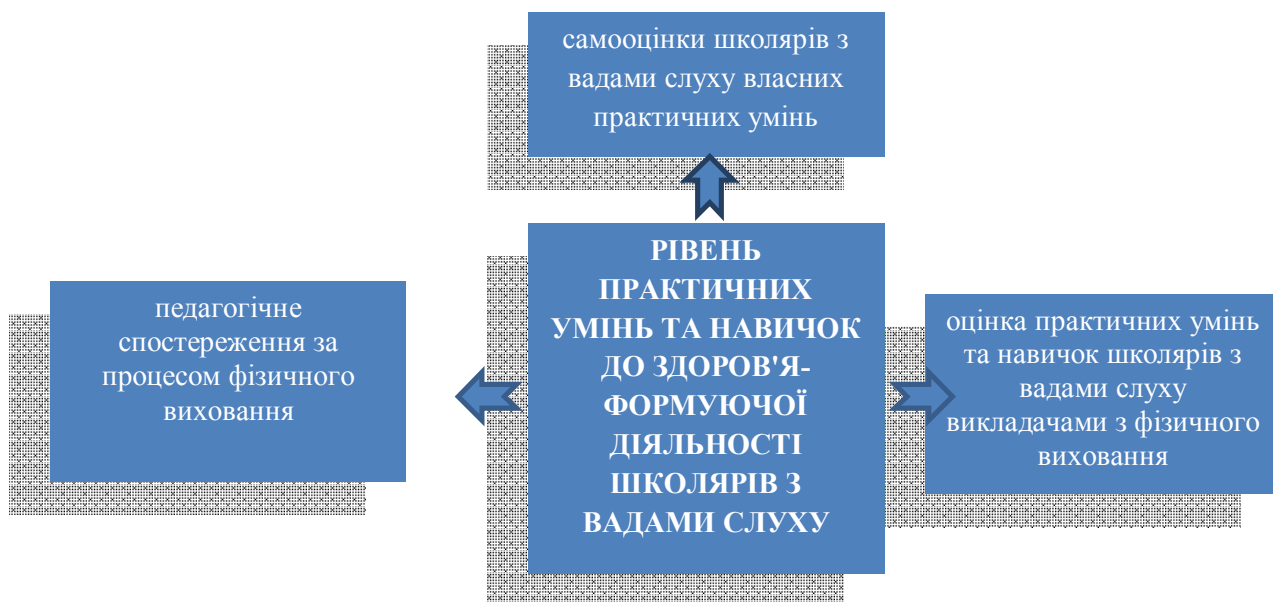 самооцінки школярів з
вадами слуху власних
практичних умінь
РІВЕНЬ
ПРАКТИЧНИХ
УМІНЬ ТА НАВИЧОК
ДО ЗДОРОВ'Я-
ФОРМУЮЧОЇ
ДІЯЛЬНОСТІ
ШКОЛЯРІВ З
ВАДАМИ СЛУХУ
педагогічне
спостереження за
процесом фізичного
виховання
оцінка практичних умінь
та навичок школярів з
вадами слуху
викладачами з фізичного
виховання